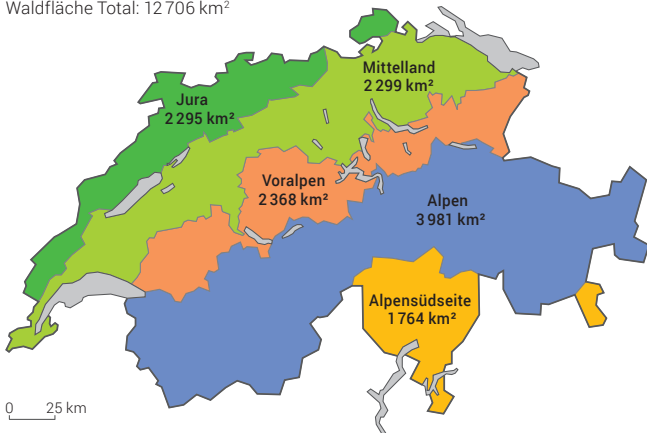 Waldfläche Total: 12 706 km²
Mittelland
2 299 km²
Jura
2 295 km²
Voralpen
2 368 km²
Alpen
3 981 km²
Alpensüdseite
1 764 km²
0 25 km